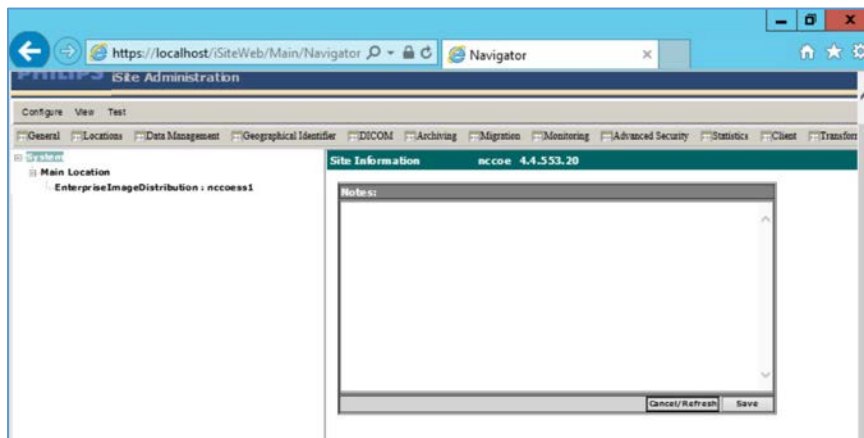 https://localhost/iSiteWeb/Main/Navigator
Navigator
PHILIPS iSite Administration
Configure View Test
General Locations Data Management Geographical Identifier DICOM Archiving Migration Monitoring Advanced Security Statistics Client Transfor
System
Site Information nccoe 4.4.553.20
Main Location
EnterpriseImageDistribution : nccoess1
Notes:
Cancel/Refresh Save